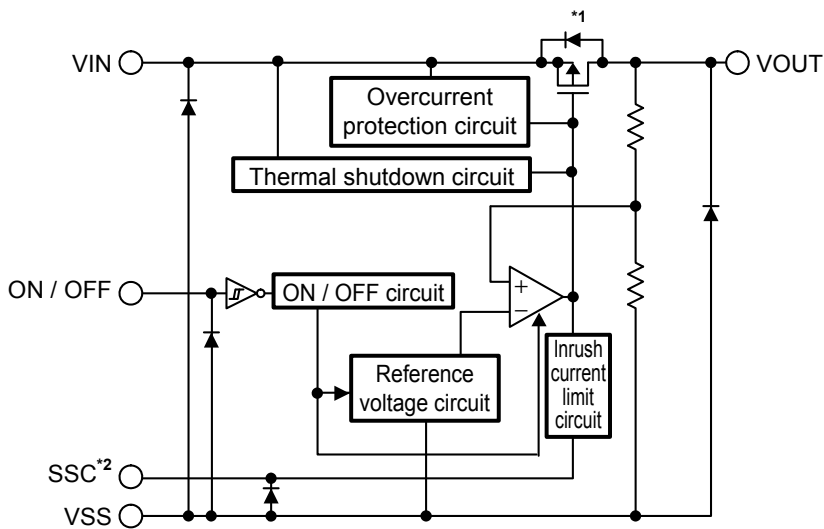 *1
VIN
VOUT
Overcurrent
protection circuit
Thermal shutdown circuit
ON / OFF
ON / OFF circuit
+
−
Reference
voltage circuit
Inrush
current
limit
circuit
SSC*2
VSS